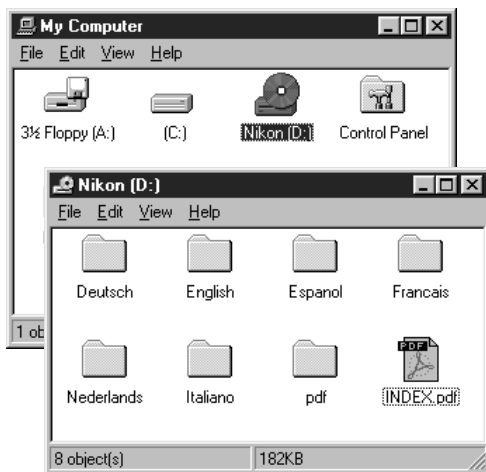 My Computer
File Edit View Help
3½ Floppy (A:) (C:) Nikon (D:) Control Panel
Nikon (D:)
File Edit View Help
Deutsch English Espanol Francais
PDF
Nederlands Italiano pdf INDEX.pdf
1 ob
8 object(s) 182KB